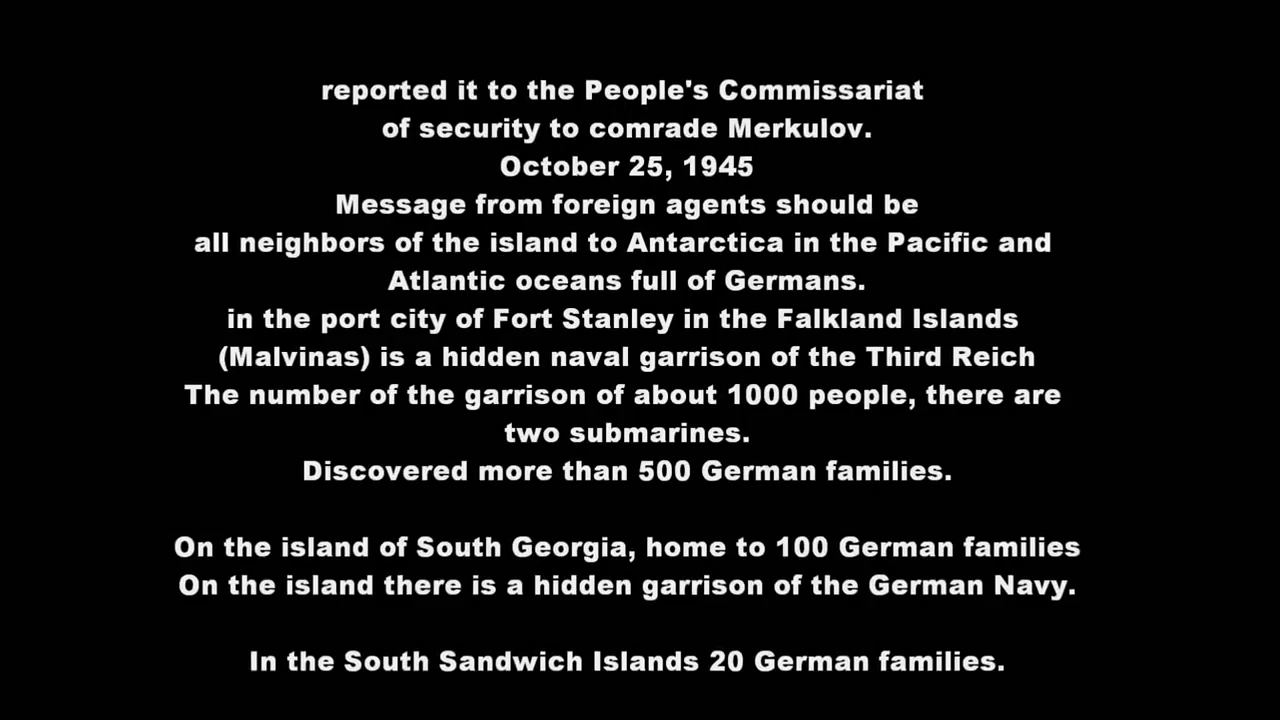 reported it to the People's Commissariat
of security to comrade Merkulov.
October 25, 1945
Message from foreign agents should be
all neighbors of the island to Antarctica in the Pacific and
Atlantic oceans full of Germans.
in the port city of Fort Stanley in the Falkland Islands
(Malvinas) is a hidden naval garrison of the Third Reich
The number of the garrison of about 1000 people, there are
two submarines.
Discovered more than 500 German families.
On the island of South Georgia, home to 100 German families
On the island there is a hidden garrison of the German Navy.
In the South Sandwich Islands 20 German families.